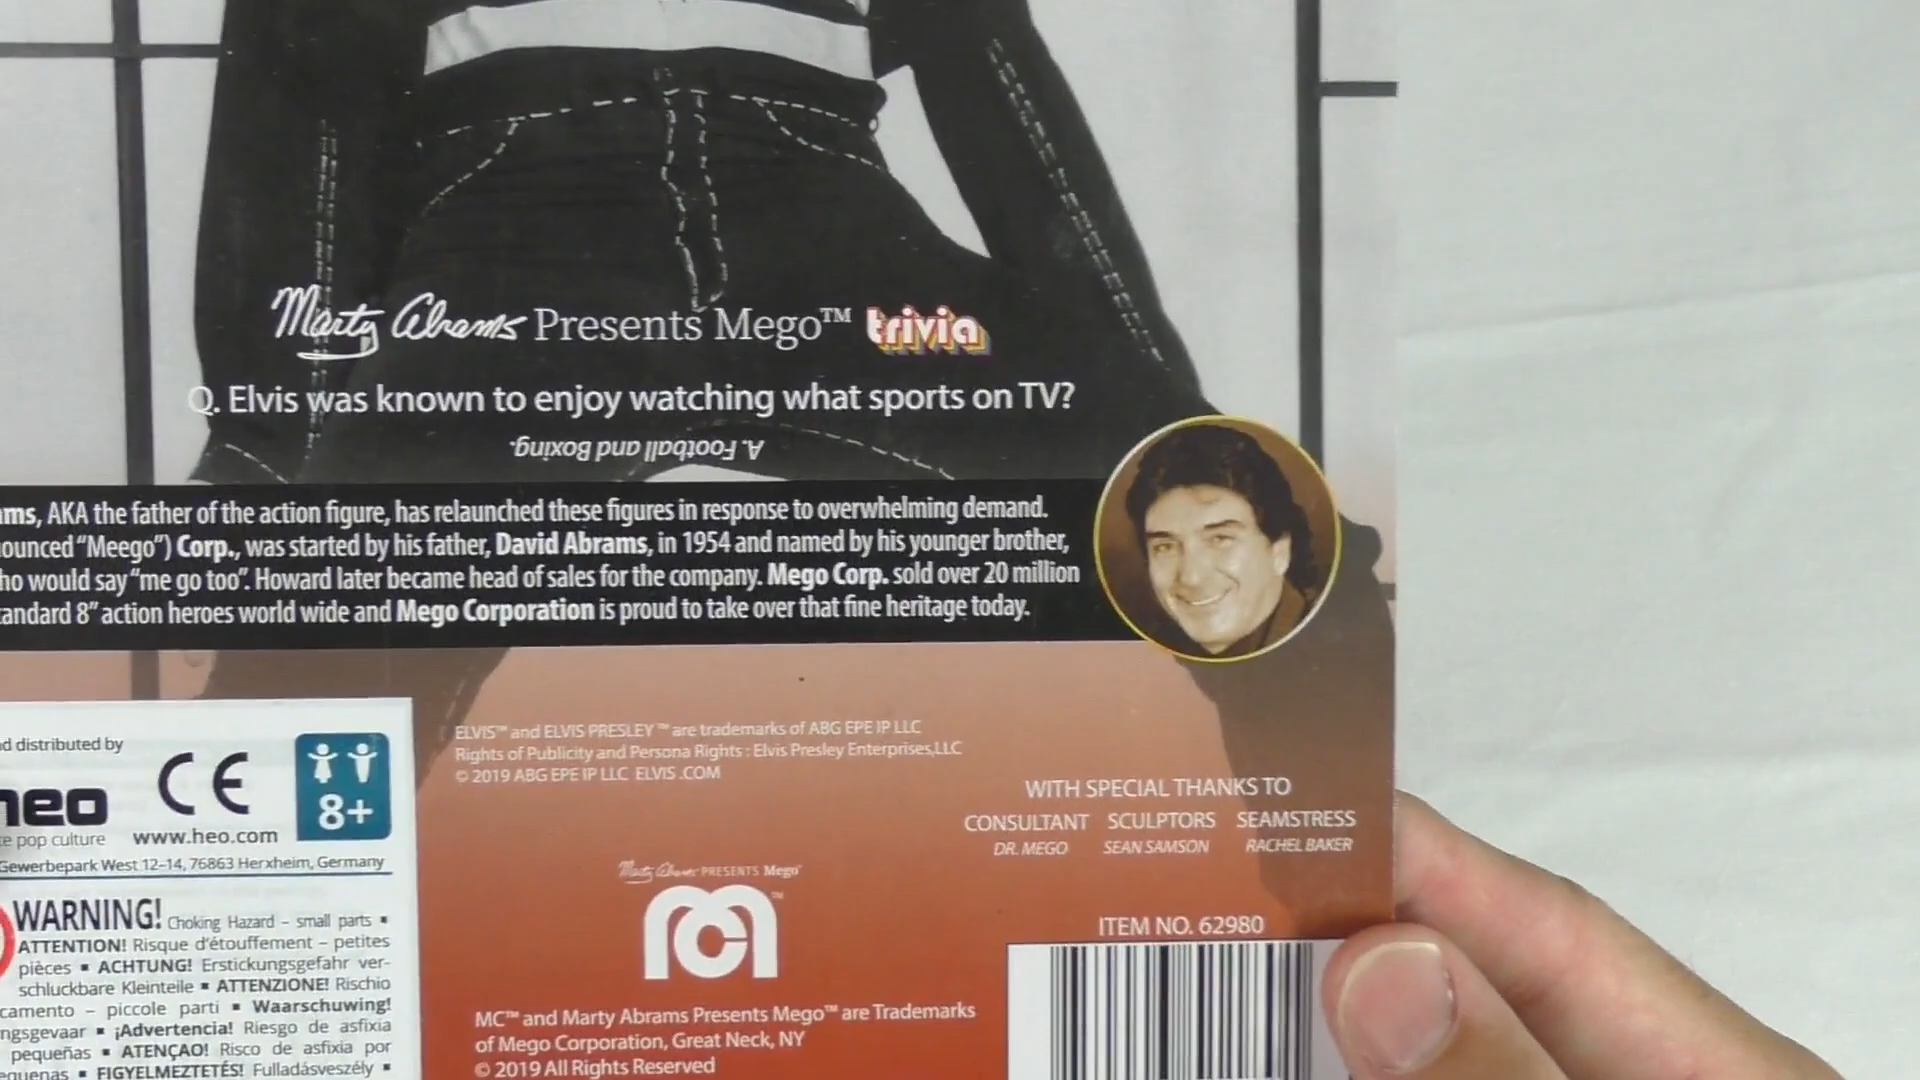 Marty Abrams Presents Mego™ trivia
Q. Elvis was known to enjoy watching what sports on TV?
A. Football and Boxing.
AKA the father of the action figure, has relaunched these figures in response to overwhelming demand.
"Meego") Corp., was started by his father, David Abrams, in 1954 and named by his younger brother,
would say "me go too". Howard later became head of sales for the company. Mego Corp. sold over 20 million
8" action heroes world wide and Mego Corporation is proud to take over that fine heritage today.
distributed by
heo
CE
8+
pop culture
www.heo.com
Gewerbepark West 12–14, 76863 Herxheim, Germany
WARNING! Choking Hazard – small parts ▪
ATTENTION! Risque d'étouffement – petites
pièces ▪ ACHTUNG! Erstickungsgefahr ver-
schluckbare Kleinteile ▪ ATTENZIONE! Rischio
– piccole parti ▪ Waarschuwing!
▪ ¡Advertencia! Riesgo de asfixia
pequeñas ▪ ATENÇAO! Risco de asfixia por
▪ FIGYELMEZTETÉS! Fulladásveszély ▪
ELVIS™ and ELVIS PRESLEY™ are trademarks of ABG EPE IP LLC
Rights of Publicity and Persona Rights : Elvis Presley Enterprises,LLC
© 2019 ABG EPE IP LLC ELVIS .COM
WITH SPECIAL THANKS TO
CONSULTANT SCULPTORS SEAMSTRESS
DR. MEGO SEAN SAMSON RACHEL BAKER
Marty Abrams PRESENTS Mego™
MC™
ITEM NO. 62980
MC™ and Marty Abrams Presents Mego™ are Trademarks
of Mego Corporation, Great Neck, NY
© 2019 All Rights Reserved